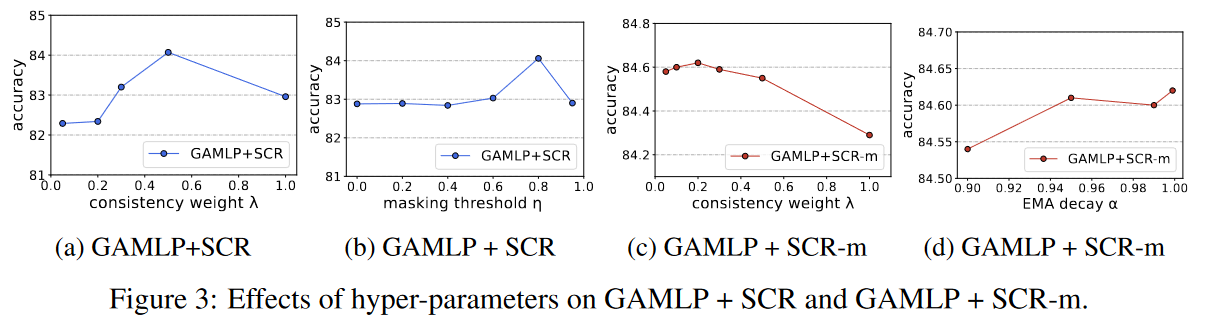 accuracy
85
84
83
82
81
0.0 0.2 0.4 0.6 0.8 1.0
consistency weight λ
GAMLP+SCR
(a) GAMLP+SCR
accuracy
85
84
83
82
81
0.0 0.2 0.4 0.6 0.8 1.0
masking threshold η
GAMLP+SCR
(b) GAMLP + SCR
accuracy
84.8
84.6
84.4
84.2
0.0 0.2 0.4 0.6 0.8 1.0
consistency weight λ
GAMLP+SCR-m
(c) GAMLP + SCR-m
accuracy
84.70
84.65
84.60
84.55
84.50
0.90 0.92 0.94 0.96 0.98 1.00
EMA decay α
GAMLP+SCR-m
(d) GAMLP + SCR-m
Figure 3: Effects of hyper-parameters on GAMLP + SCR and GAMLP + SCR-m.